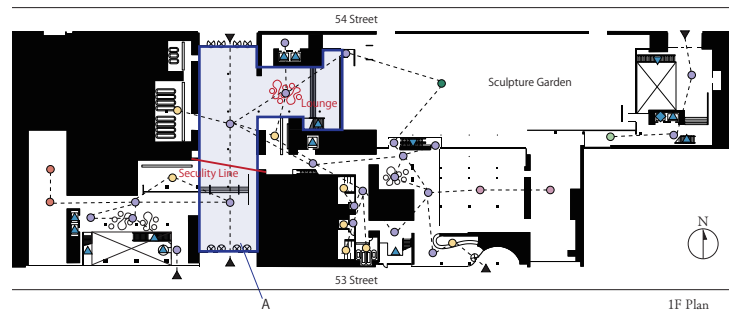 54 Street
Sculpture Garden
Lounge
Seculity Line
N
53 Street
A
1F Plan